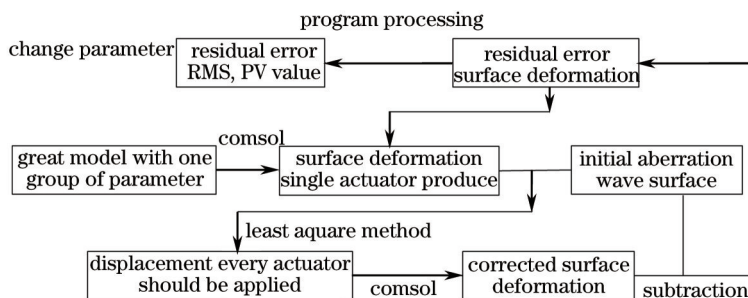 program processing
change parameter
residual error
RMS, PV value
residual error
surface deformation
comsol
great model with one
group of parameter
surface deformation
single actuator produce
initial aberration
wave surface
least aquare method
displacement every actuator
should be applied
comsol
corrected surface
deformation
subtraction